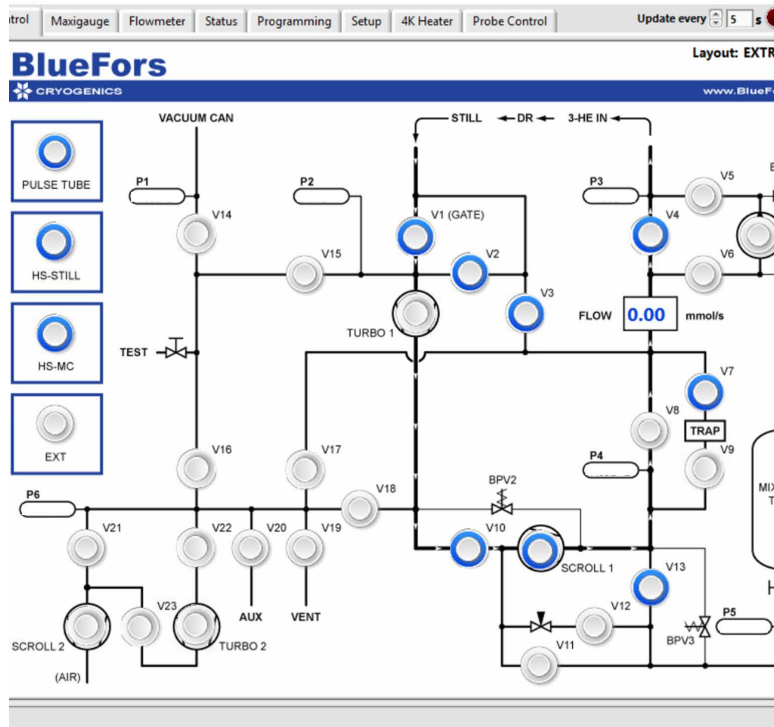 trol Maxigauge Flowmeter Status Programming Setup 4K Heater Probe Control Update every 5 s
Layout: EXTR
BlueFors
CRYOGENICS
www.BlueF
VACUUM CAN
STILL DR 3-HE IN
PULSE TUBE
HS-STILL
HS-MC
EXT
P1
P2
P3
V5
V14
V1 (GATE)
V4
V15
V2
V6
V3
TURBO 1
FLOW 0.00 mmol/s
TEST
V7
V8
TRAP
V16
V17
P4
V9
BPV2
MIX
T
P6
V18
V21
V22
V20
V19
V10
SCROLL 1
V13
V23
AUX
VENT
V12
P5
SCROLL 2
TURBO 2
V11
BPV3
(AIR)
H